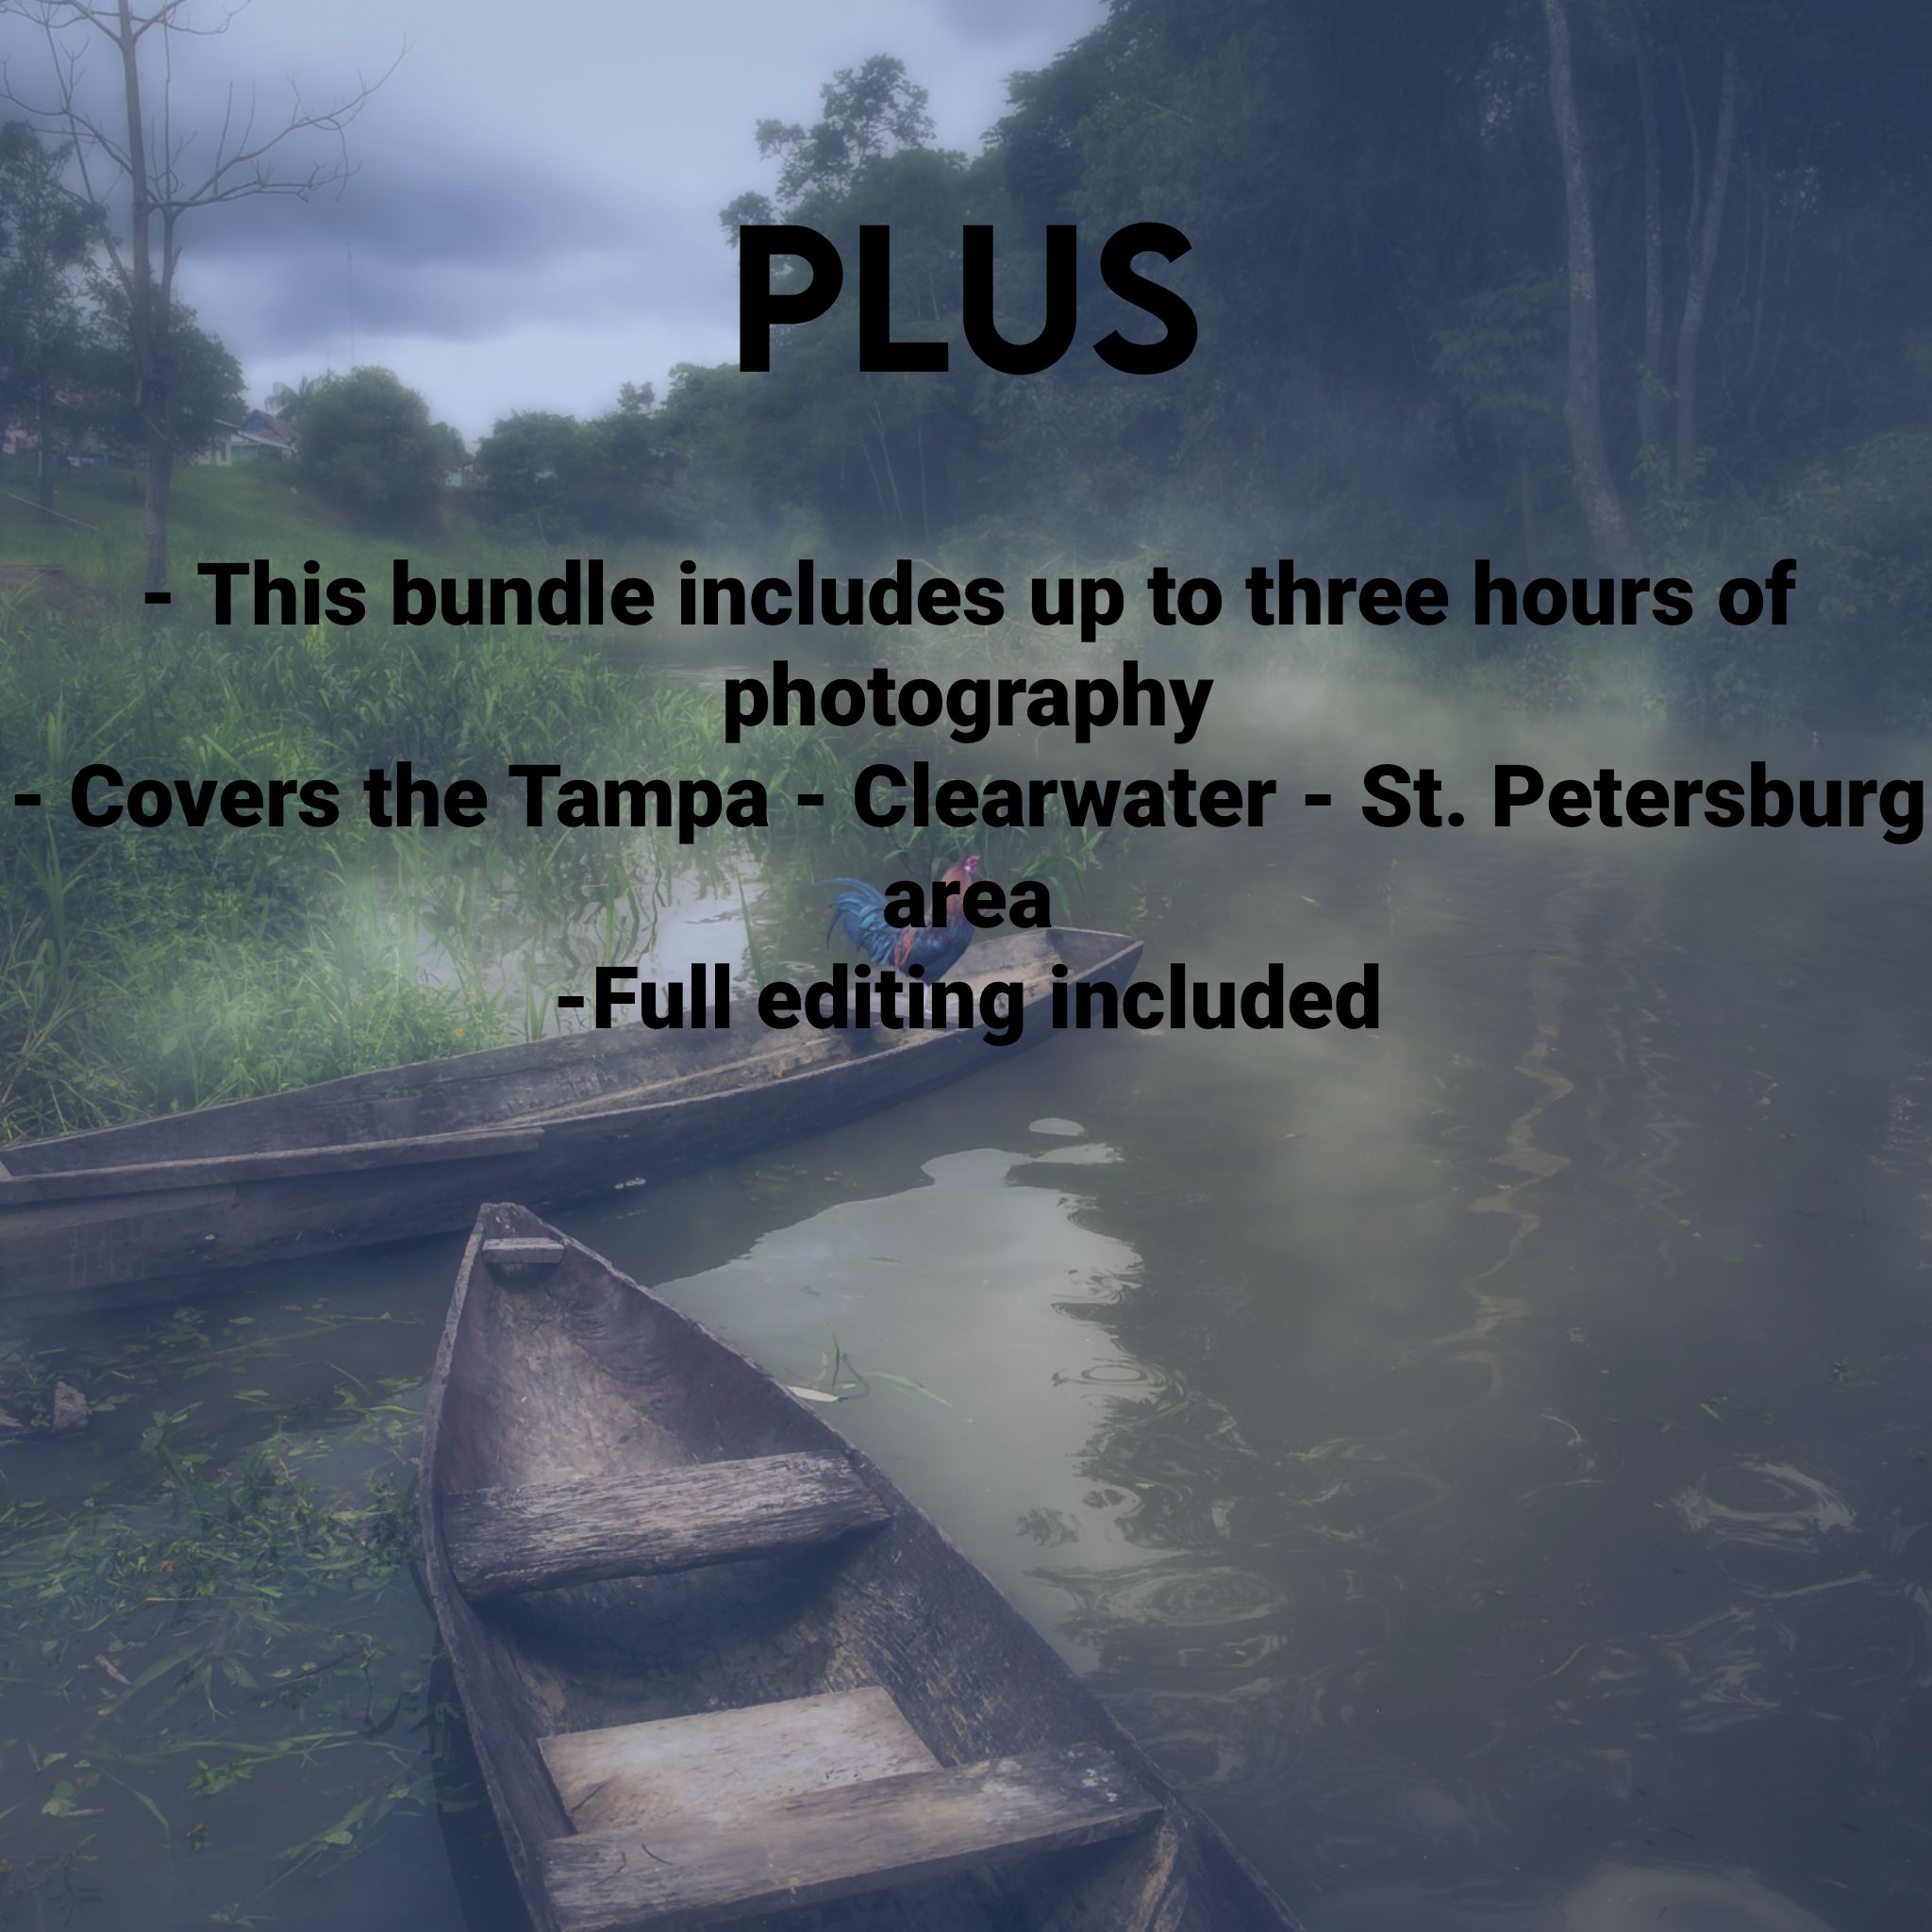 PLUS
- This bundle includes up to three hours of
photography
- Covers the Tampa - Clearwater - St. Petersburg
area
-Full editing included